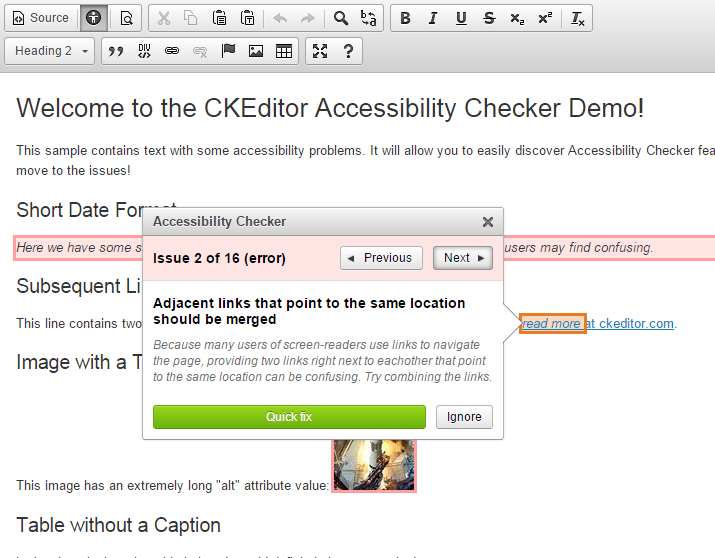 Source
B I U S x₂ x² Tx
Heading 2
DIV
Welcome to the CKEditor Accessibility Checker Demo!
This sample contains text with some accessibility problems. It will allow you to easily discover Accessibility Checker
move to the issues!
Short Date Format
Here we have some users may find confusing.
Subsequent
This line contains two read more at ckeditor.com.
Image with a
Accessibility Checker
Issue 2 of 16 (error)
Previous
Next
Adjacent links that point to the same location
should be merged
Because many users of screen-readers use links to navigate
the page, providing two links right next to eachother that point
to the same location can be confusing. Try combining the links.
Quick fix
Ignore
This image has an extremely long "alt" attribute value:
Table without a Caption